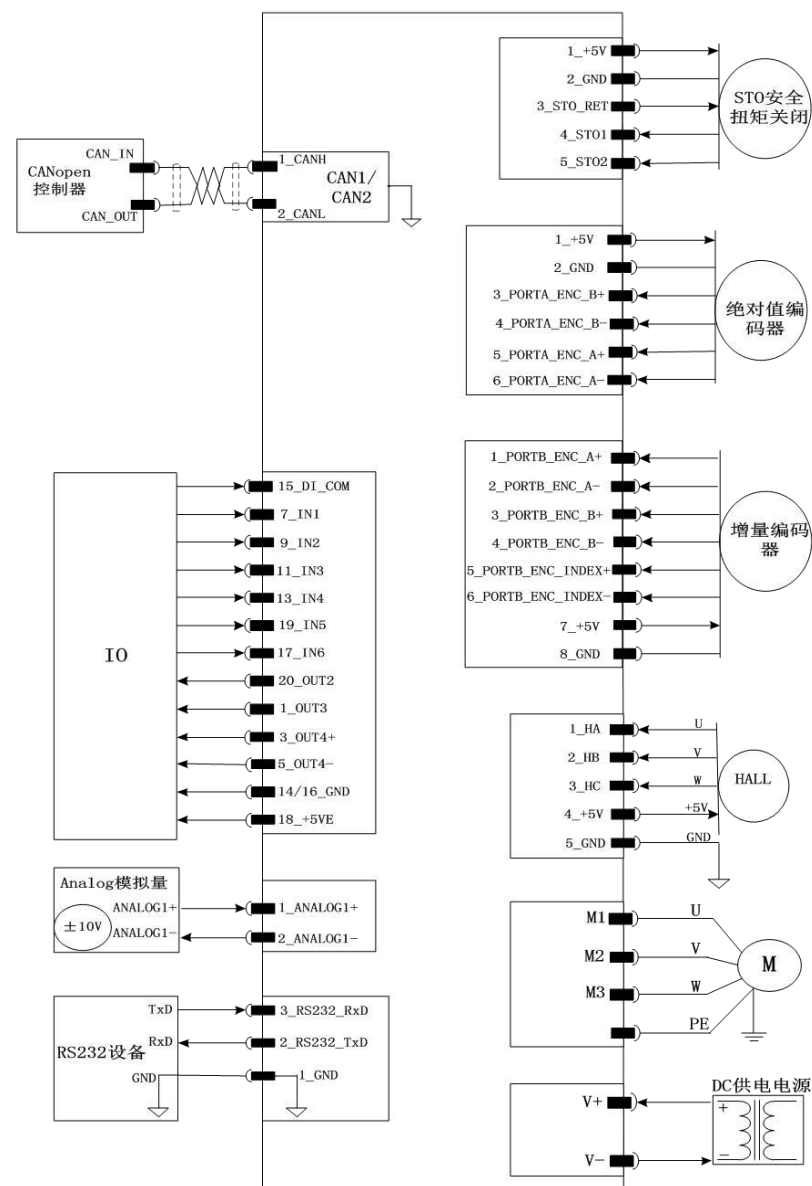 CANopen
控制器
CAN_IN
CAN_OUT
1_CANH
2_CANL
CAN1/
CAN2
IO
15_DI_COM
7_IN1
9_IN2
11_IN3
13_IN4
19_IN5
17_IN6
20_OUT2
1_OUT3
3_OUT4+
5_OUT4-
14/16_GND
18_+5VE
Analog模拟量
±10V
ANALOG1+
ANALOG1-
1_ANALOG1+
2_ANALOG1-
RS232设备
TxD
RxD
GND
3_RS232_RxD
2_RS232_TxD
1_GND
1_+5V
2_GND
3_STO_RET
4_STO1
5_STO2
STO安全
扭矩关闭
1_+5V
2_GND
3_PORTA_ENC_B+
4_PORTA_ENC_B-
5_PORTA_ENC_A+
6_PORTA_ENC_A-
绝对值编
码器
1_PORTB_ENC_A+
2_PORTB_ENC_A-
3_PORTB_ENC_B+
4_PORTB_ENC_B-
5_PORTB_ENC_INDEX+
6_PORTB_ENC_INDEX-
7_+5V
8_GND
增量编码
器
1_HA
2_HB
3_HC
4_+5V
5_GND
U
V
W
+5V
GND
HALL
M1
M2
M3
U
V
W
PE
M
V+
V-
DC供电电源
+
-